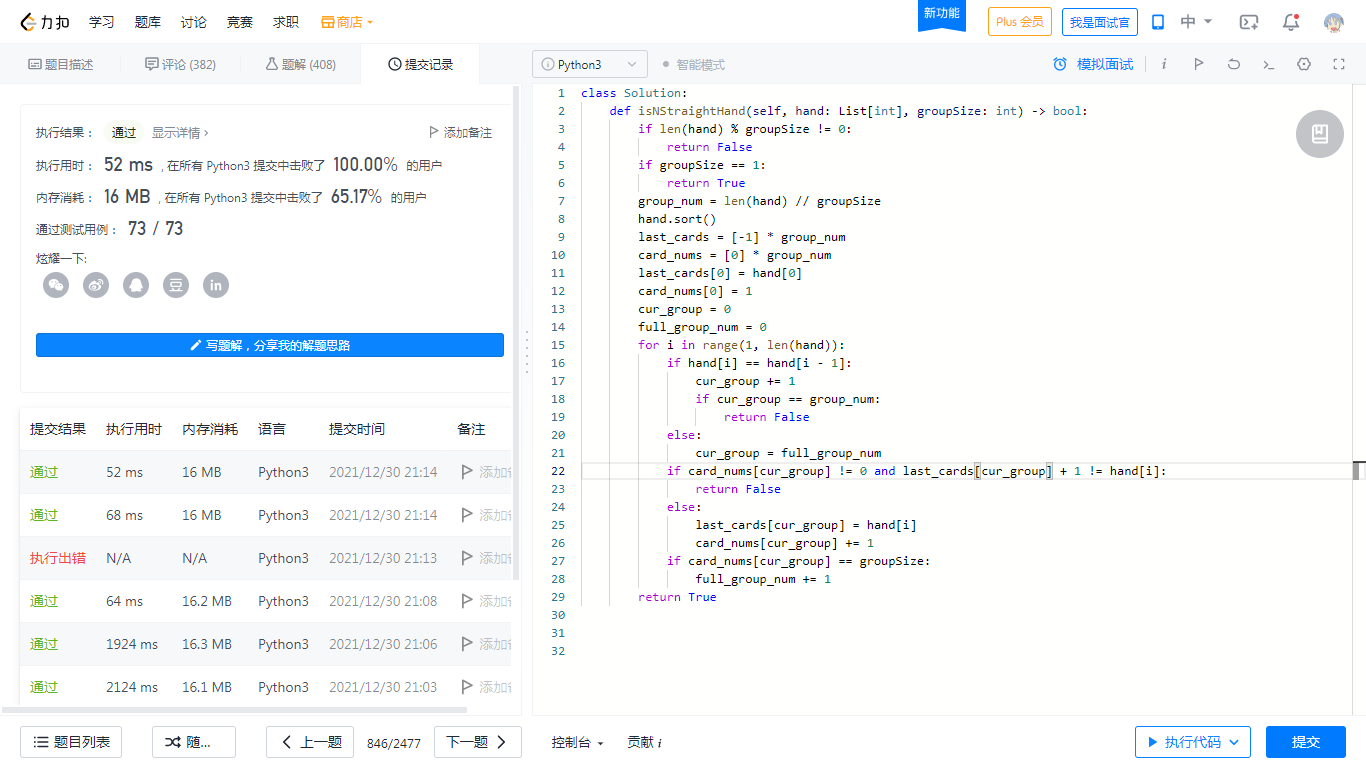 力扣 学习 题库 讨论 竞赛 求职 商店 新功能 Plus 会员 我是面试官 中
题目描述 评论 (382) 题解 (408) 提交记录 Python3 智能模式 模拟面试
执行结果： 通过 显示详情 › 添加备注
执行用时： 52 ms , 在所有 Python3 提交中击败了 100.00% 的用户
内存消耗： 16 MB , 在所有 Python3 提交中击败了 65.17% 的用户
通过测试用例： 73 / 73
炫耀一下:
豆 in
写题解，分享我的解题思路
提交结果 执行用时 内存消耗 语言 提交时间 备注
通过 52 ms 16 MB Python3 2021/12/30 21:14 添加
通过 68 ms 16 MB Python3 2021/12/30 21:14 添加
执行出错 N/A N/A Python3 2021/12/30 21:13 添加
通过 64 ms 16.2 MB Python3 2021/12/30 21:08 添加
通过 1924 ms 16.3 MB Python3 2021/12/30 21:06 添加
通过 2124 ms 16.1 MB Python3 2021/12/30 21:03 添加
1 class Solution:
2 def isNStraightHand(self, hand: List[int], groupSize: int) -> bool:
3 if len(hand) % groupSize != 0:
4 return False
5 if groupSize == 1:
6 return True
7 group_num = len(hand) // groupSize
8 hand.sort()
9 last_cards = [-1] * group_num
10 card_nums = [0] * group_num
11 last_cards[0] = hand[0]
12 card_nums[0] = 1
13 cur_group = 0
14 full_group_num = 0
15 for i in range(1, len(hand)):
16 if hand[i] == hand[i - 1]:
17 cur_group += 1
18 if cur_group == group_num:
19 return False
20 else:
21 cur_group = full_group_num
22 if card_nums[cur_group] != 0 and last_cards[cur_group] + 1 != hand[i]:
23 return False
24 else:
25 last_cards[cur_group] = hand[i]
26 card_nums[cur_group] += 1
27 if card_nums[cur_group] == groupSize:
28 full_group_num += 1
29 return True
30
31
32
题目列表 随... 上一题 846/2477 下一题 控制台 贡献 i 执行代码 提交